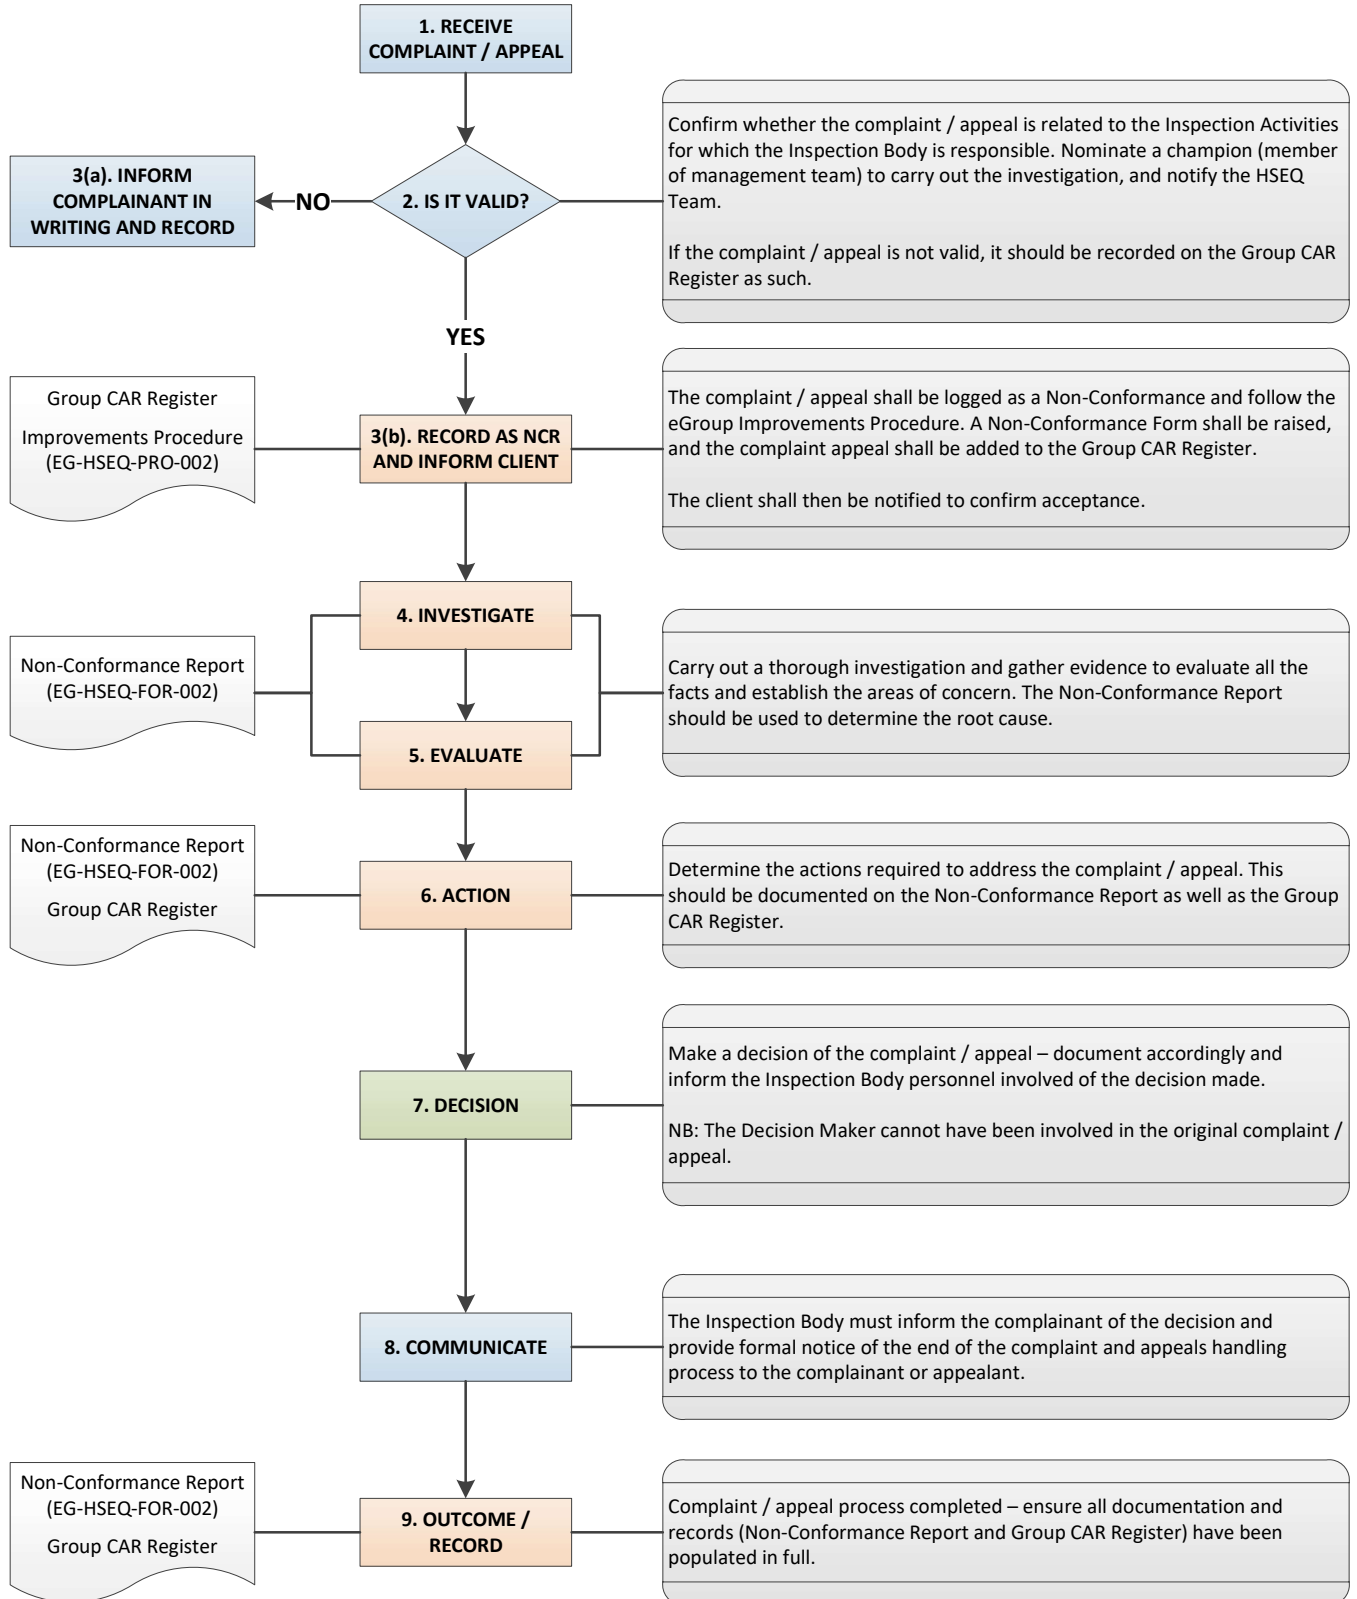 1. RECEIVE
COMPLAINT / APPEAL
Confirm whether the complaint / appeal is related to the Inspection Activities
for which the Inspection Body is responsible. Nominate a champion (member
of management team) to carry out the investigation, and notify the HSEQ
Team.
If the complaint / appeal is not valid, it should be recorded on the Group CAR
Register as such.
3(a). INFORM
COMPLAINANT IN
WRITING AND RECORD
NO
2. IS IT VALID?
YES
Group CAR Register
Improvements Procedure
(EG-HSEQ-PRO-002)
3(b). RECORD AS NCR
AND INFORM CLIENT
The complaint / appeal shall be logged as a Non-Conformance and follow the
eGroup Improvements Procedure. A Non-Conformance Form shall be raised,
and the complaint appeal shall be added to the Group CAR Register.
The client shall then be notified to confirm acceptance.
4. INVESTIGATE
Non-Conformance Report
(EG-HSEQ-FOR-002)
Carry out a thorough investigation and gather evidence to evaluate all the
facts and establish the areas of concern. The Non-Conformance Report
should be used to determine the root cause.
5. EVALUATE
Non-Conformance Report
(EG-HSEQ-FOR-002)
Group CAR Register
6. ACTION
Determine the actions required to address the complaint / appeal. This
should be documented on the Non-Conformance Report as well as the Group
CAR Register.
7. DECISION
Make a decision of the complaint / appeal – document accordingly and
inform the Inspection Body personnel involved of the decision made.
NB: The Decision Maker cannot have been involved in the original complaint /
appeal.
8. COMMUNICATE
The Inspection Body must inform the complainant of the decision and
provide formal notice of the end of the complaint and appeals handling
process to the complainant or appealant.
Non-Conformance Report
(EG-HSEQ-FOR-002)
Group CAR Register
9. OUTCOME /
RECORD
Complaint / appeal process completed – ensure all documentation and
records (Non-Conformance Report and Group CAR Register) have been
populated in full.